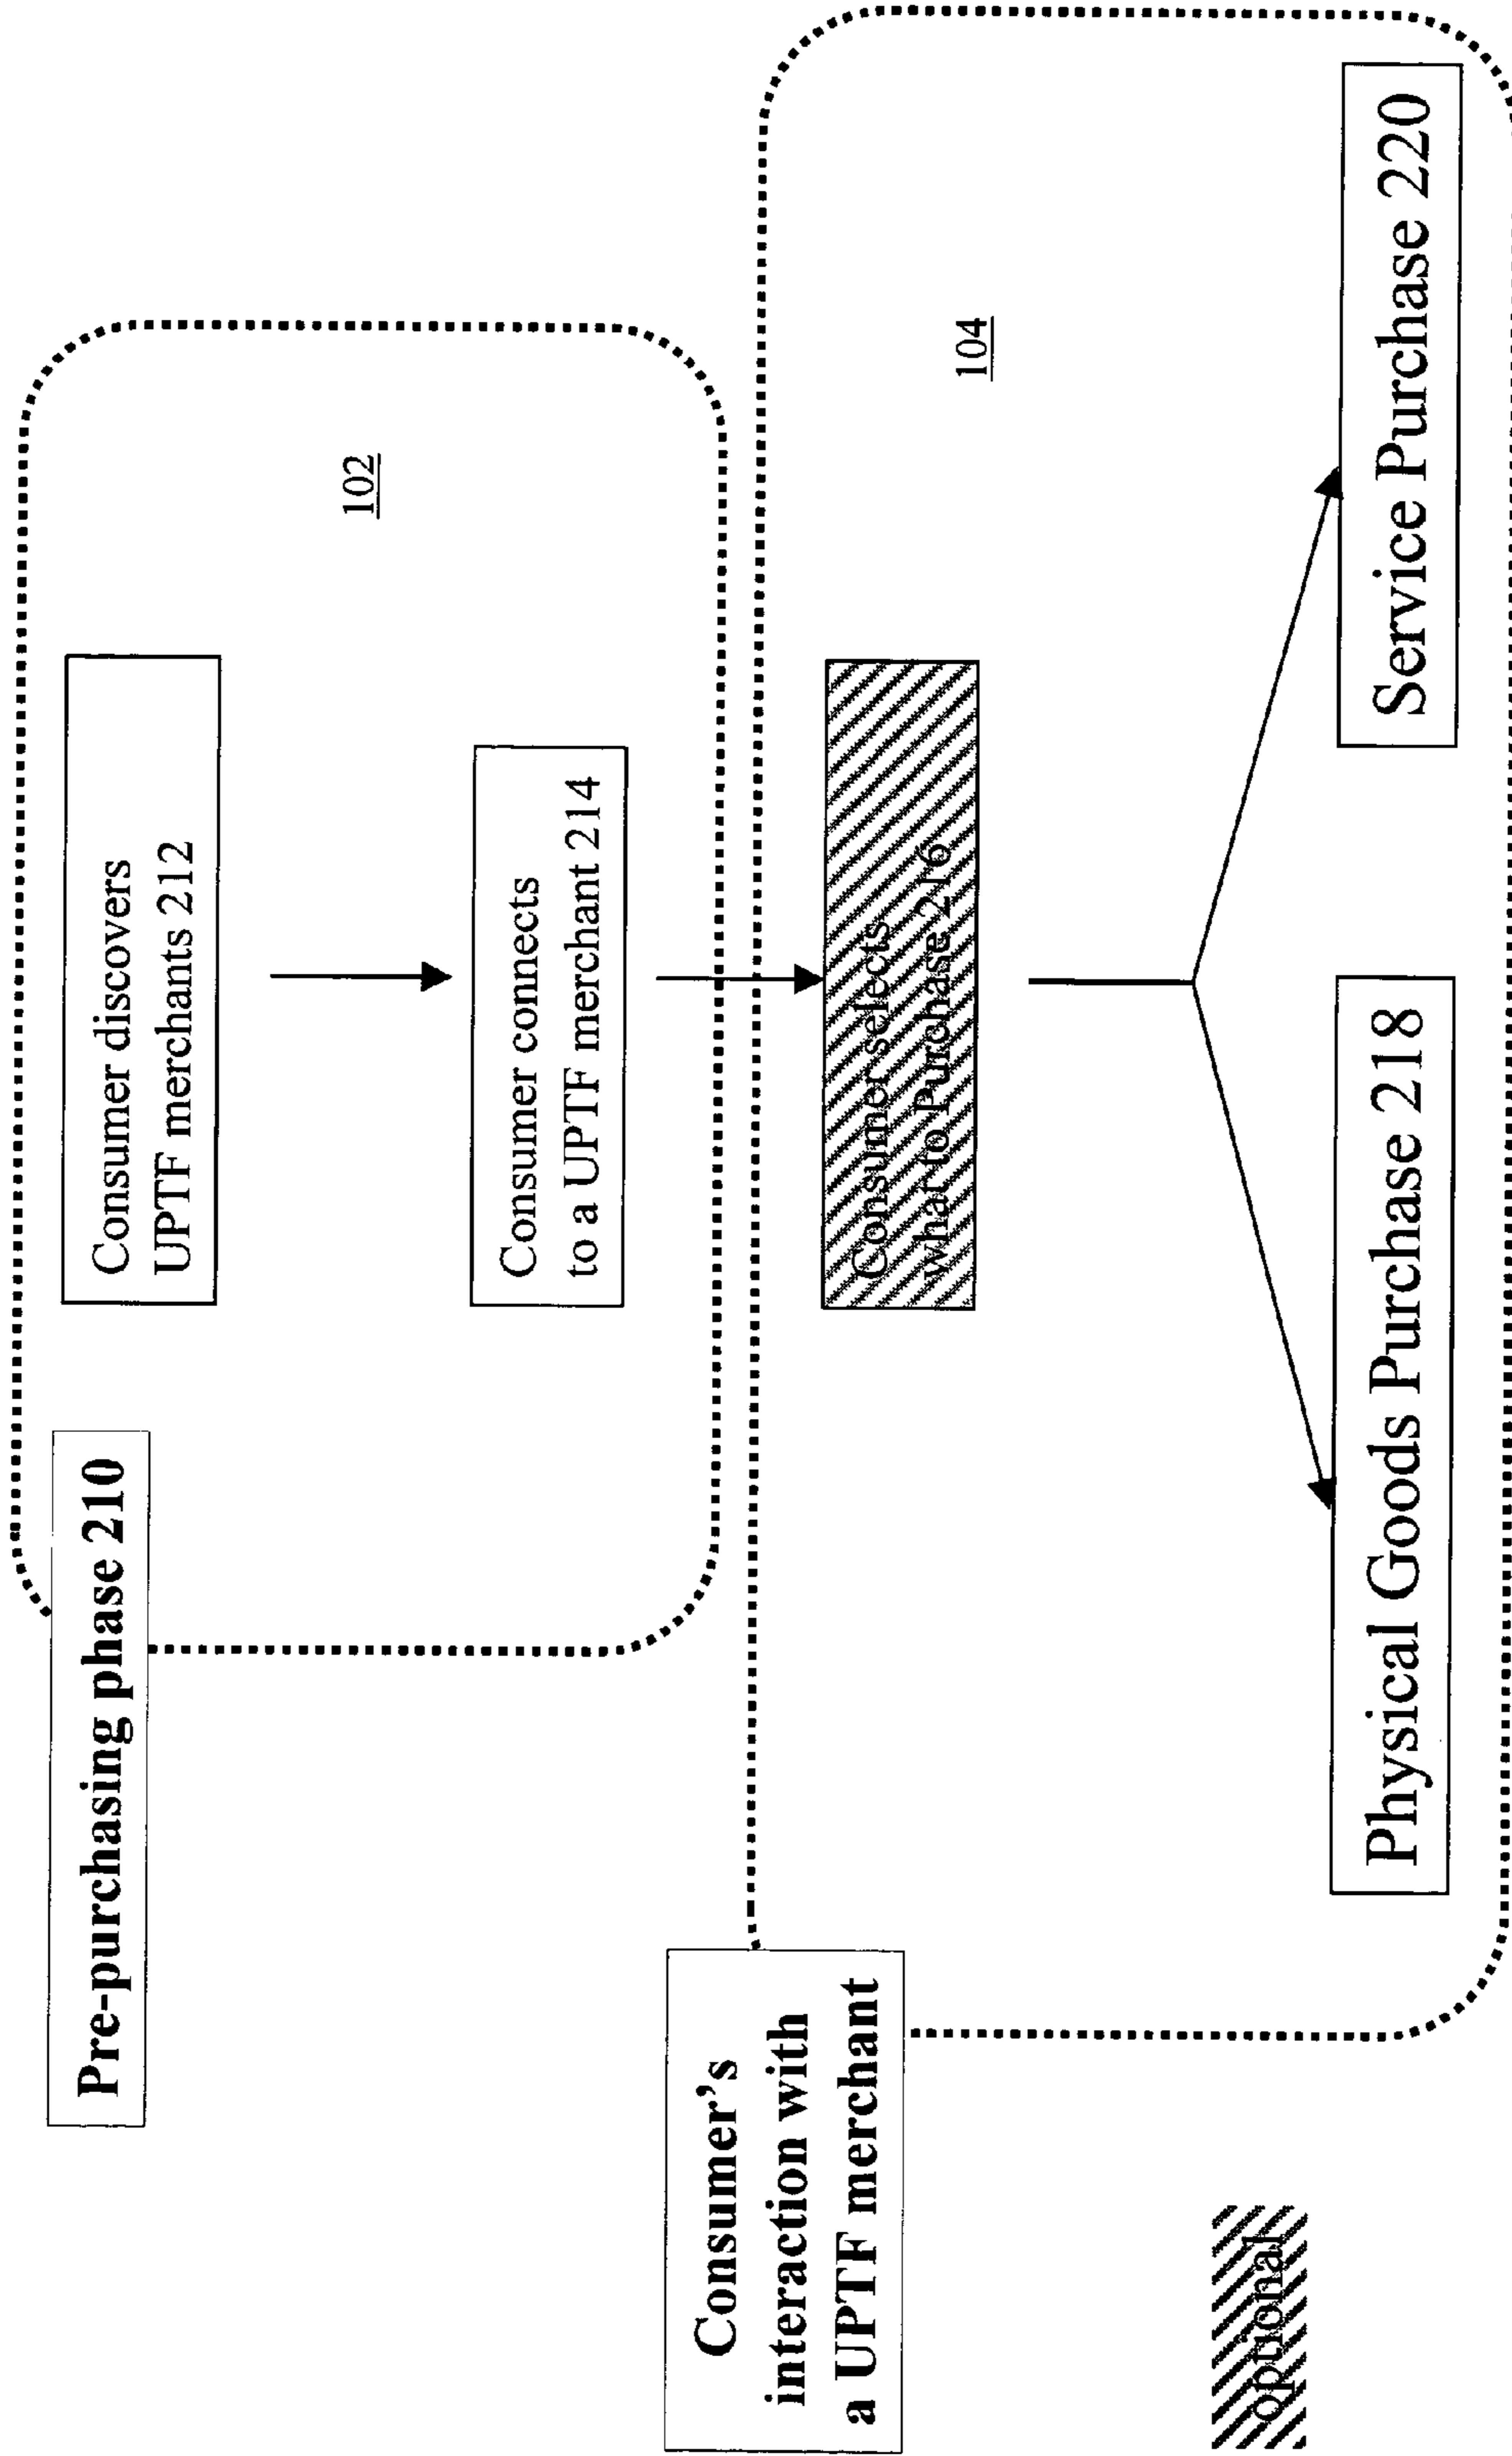 Pre-purchasing phase 210
Consumer discovers
UPTF merchants 212
102
Consumer connects
to a UPTF merchant 214
Consumer's
interaction with
a UPTF merchant
Consumer selects
what to Purchase 216
104
optional
Physical Goods Purchase 218
Service Purchase 220